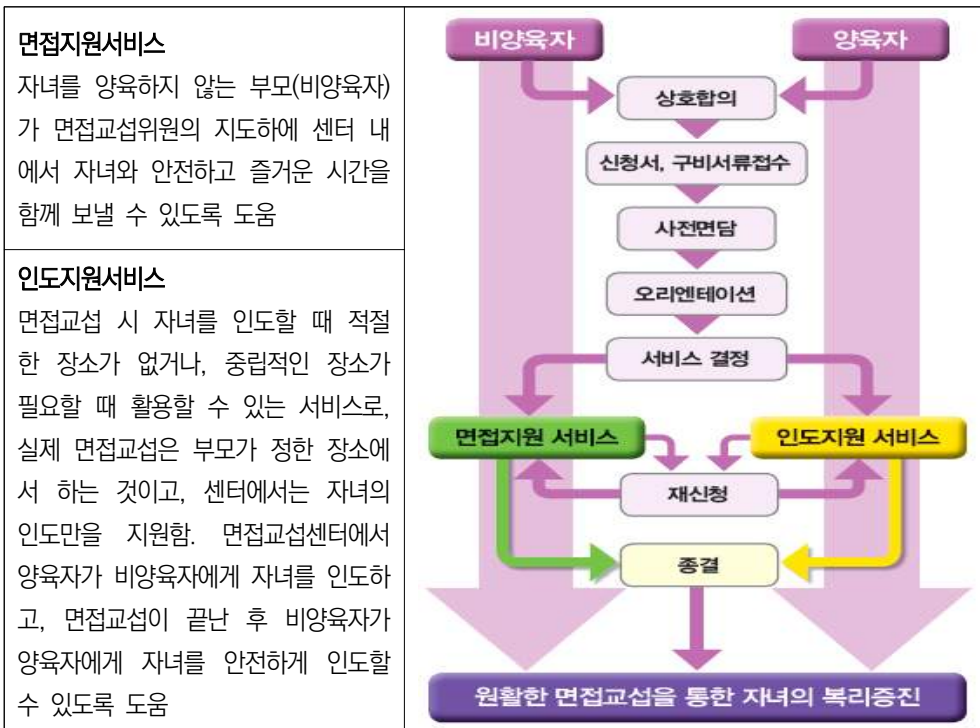 면접지원서비스
자녀를 양육하지 않는 부모(비양육자)
가 면접교섭위원의 지도하에 센터 내
에서 자녀와 안전하고 즐거운 시간을
함께 보낼 수 있도록 도움
인도지원서비스
면접교섭 시 자녀를 인도할 때 적절
한 장소가 없거나, 중립적인 장소가
필요할 때 활용할 수 있는 서비스로,
실제 면접교섭은 부모가 정한 장소에
서 하는 것이고, 센터에서는 자녀의
인도만을 지원함. 면접교섭센터에서
양육자가 비양육자에게 자녀를 인도하
고, 면접교섭이 끝난 후 비양육자가
양육자에게 자녀를 안전하게 인도할
수 있도록 도움
비양육자 양육자
상호합의
신청서, 구비서류접수
사전면담
오리엔테이션
서비스 결정
면접지원 서비스 인도지원 서비스
재신청
종결
원활한 면접교섭을 통한 자녀의 복리증진